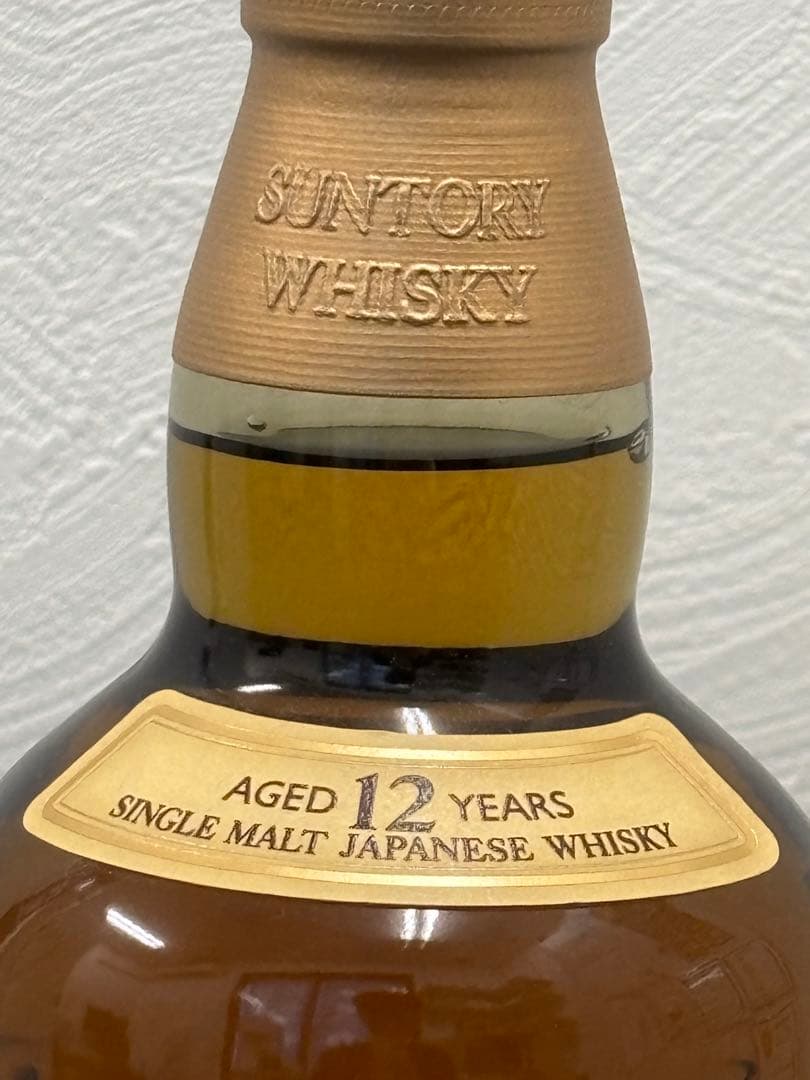 SUNTORY
WHISKY
AGED 12 YEARS
SINGLE MALT JAPANESE WHISKY